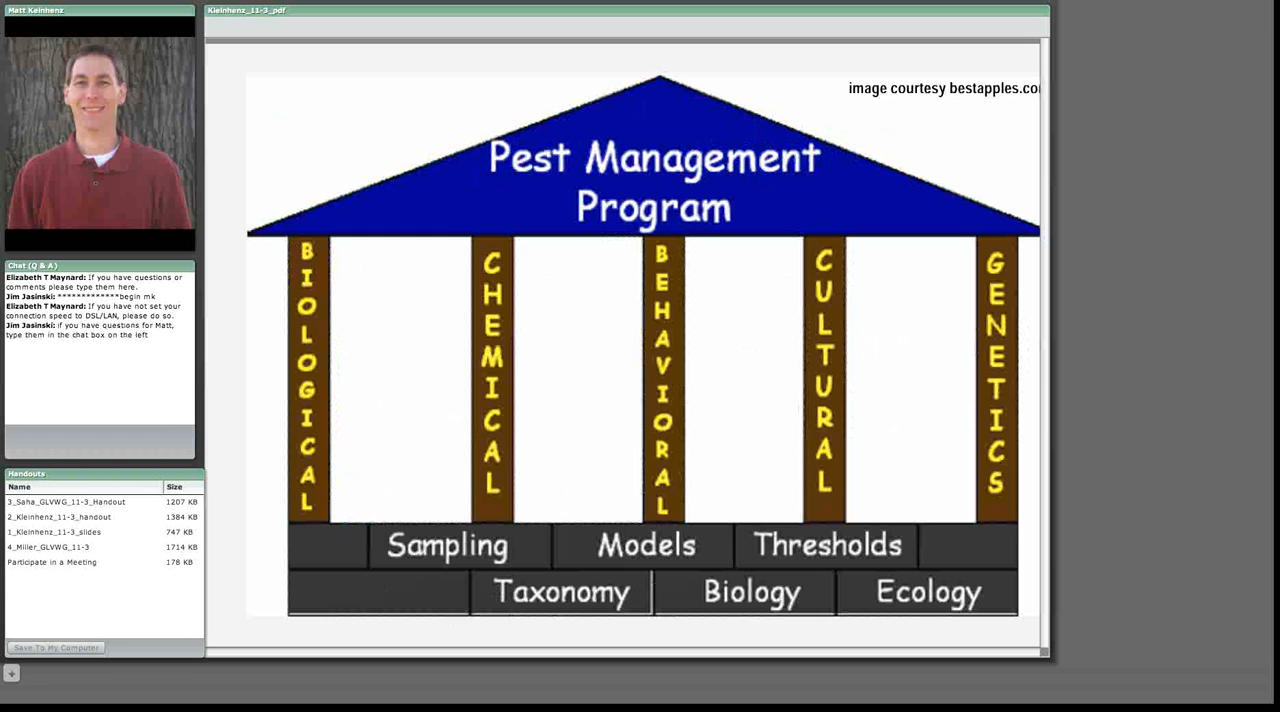 Matt Keinhenz
Chat (Q & A)
Elizabeth T Maynard: If you have questions or
comments please type them here.
Jim Jasinski: *************begin mk
Elizabeth T Maynard: If you have not set your
connection speed to DSL/LAN, please do so.
Jim Jasinski: if you have questions for Matt,
type them in the chat box on the left
Handouts
Name Size
3_Saha_GLVWG_11-3_Handout 1207 KB
2_Kleinhenz_11-3_handout 1384 KB
1_Kleinhenz_11-3_slides 747 KB
4_Miller_GLVWG_11-3 1714 KB
Participate in a Meeting 178 KB
Save To My Computer
Kleinhenz_11-3_pdf
image courtesy bestapples.co
Pest Management
Program
BIOLOGICAL
CHEMICAL
BEHAVIORAL
CULTURAL
GENETICS
Sampling Models Thresholds
Taxonomy Biology Ecology